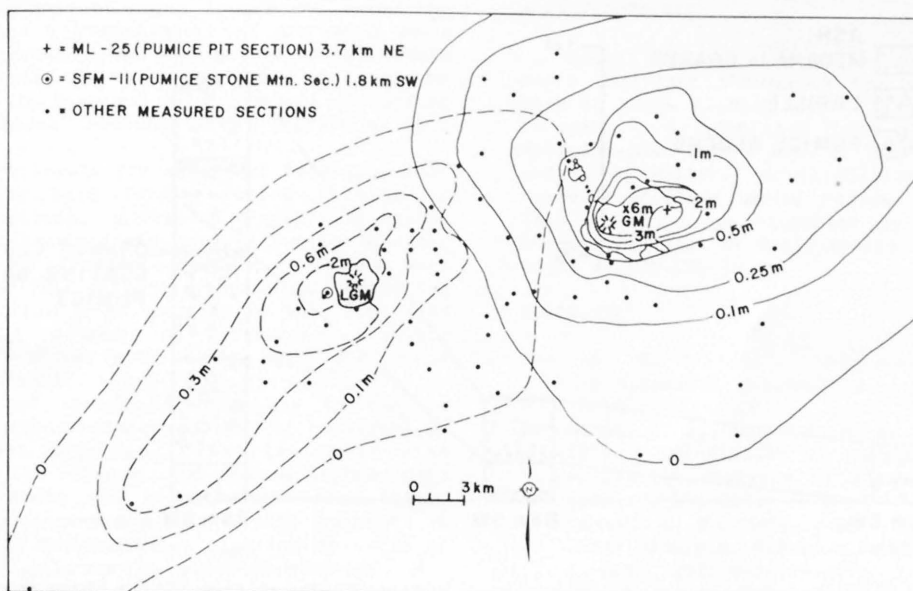 + = ML-25 (PUMICE PIT SECTION) 3.7 km NE
⊙ = SFM-11 (PUMICE STONE Mtn. Sec.) 1.8 km SW
• = OTHER MEASURED SECTIONS
1m
2m
x6m
GM
3m
0.5m
0.25m
0.1m
0
0.6m
2m
LGM
0.3m
0.1m
0
0
0 3 km
N